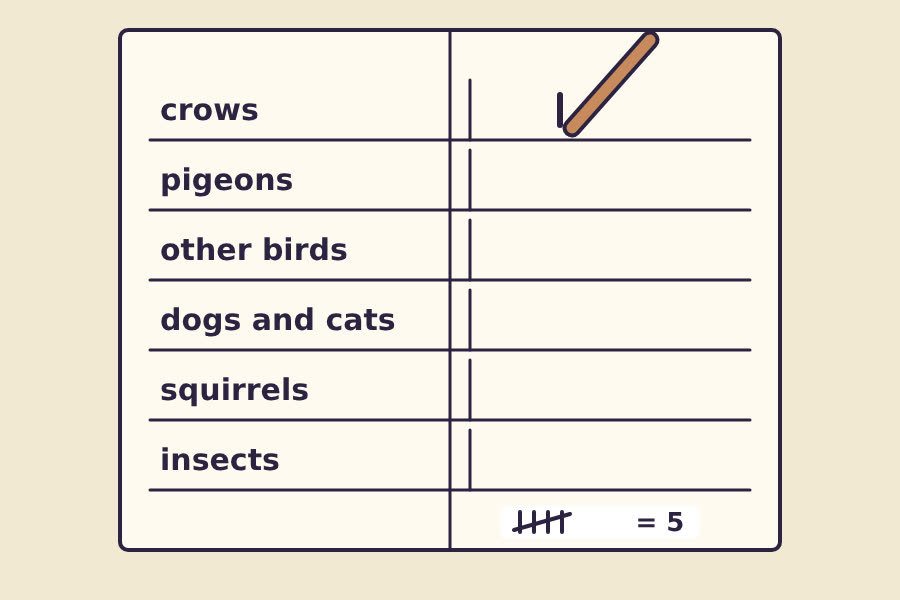 crows
pigeons
other birds
dogs and cats
squirrels
insects
= 5